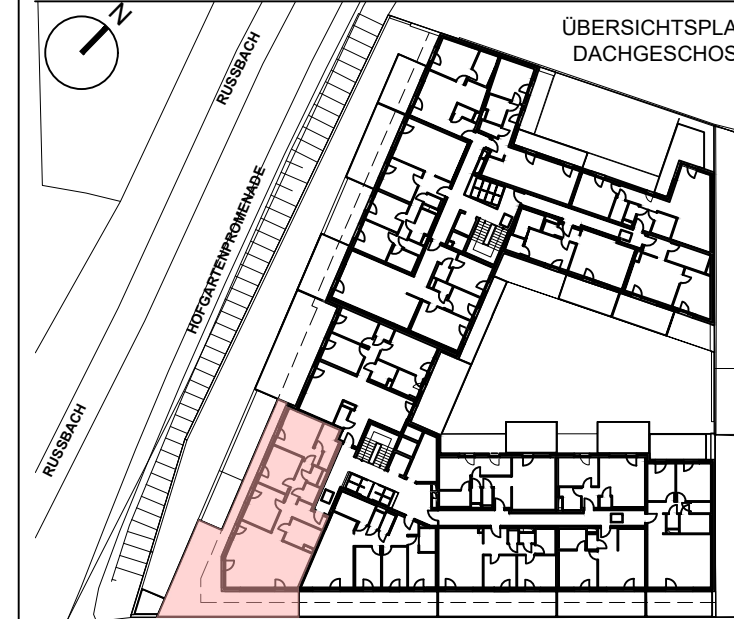 N
ÜBERSICHTSPLA
DACHGESCHOS
RUSSBACH
HOFGARTENPROMENADE
RUSSBACH